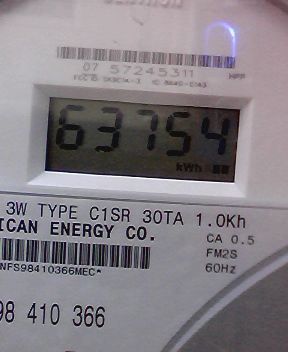 07 57245311
63754
kWh
3W TYPE C1SR 30TA 1.0Kh
ICAN ENERGY CO.
CA 0.5
FM2S
60Hz
NFS98410366MEC*
98 410 366